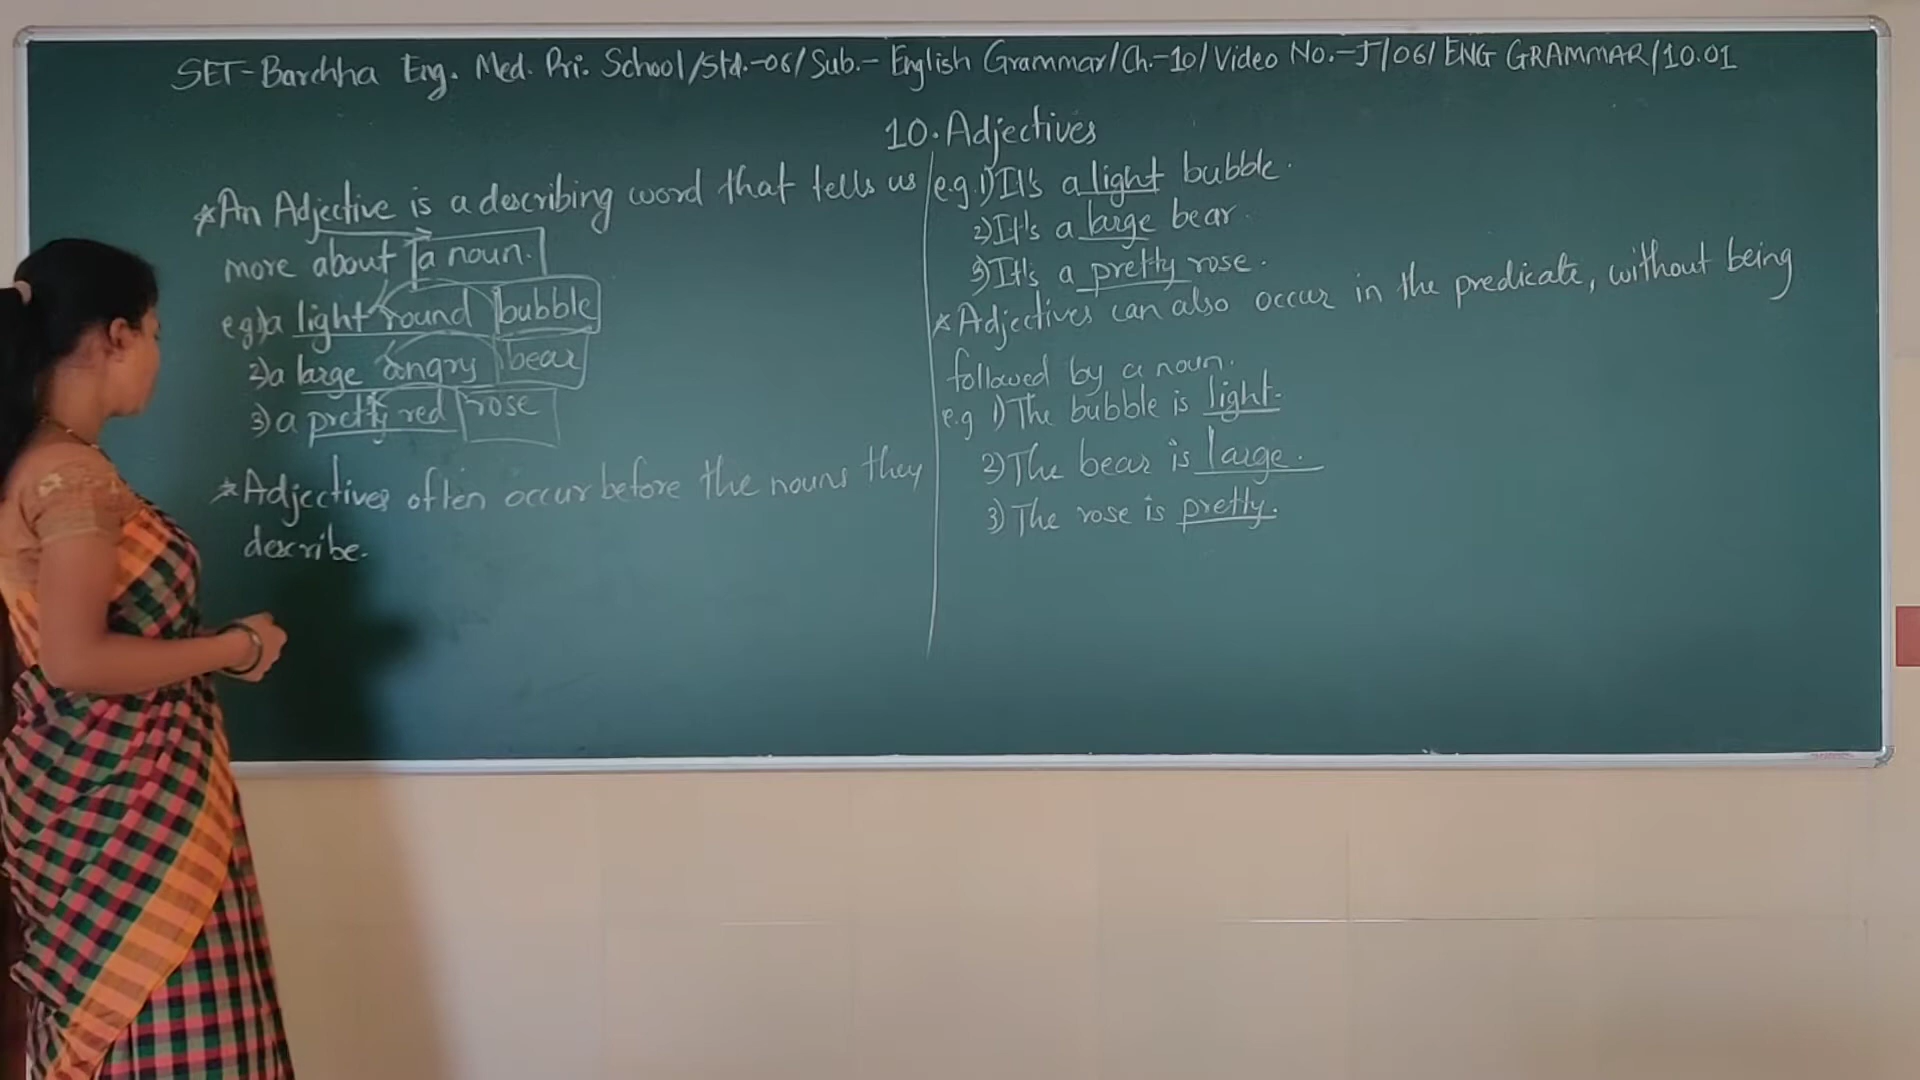 SET-Barchha Eng. Med. Pri. School/Std.-06/Sub.- English Grammar/Ch.-10/Video No.-J/06/ENG GRAMMAR/10.01
10. Adjectives
*An Adjective is a describing word that tells us
more about a noun.
e.g.1)a light round bubble
2)a large angry bear
3)a pretty red rose
*Adjectives often occur before the nouns they
describe.
e.g.1)It's a light bubble.
2)It's a large bear.
3)It's a pretty rose.
*Adjectives can also occur in the predicate, without being
followed by a noun.
e.g 1)The bubble is light.
2)The bear is large.
3)The rose is pretty.